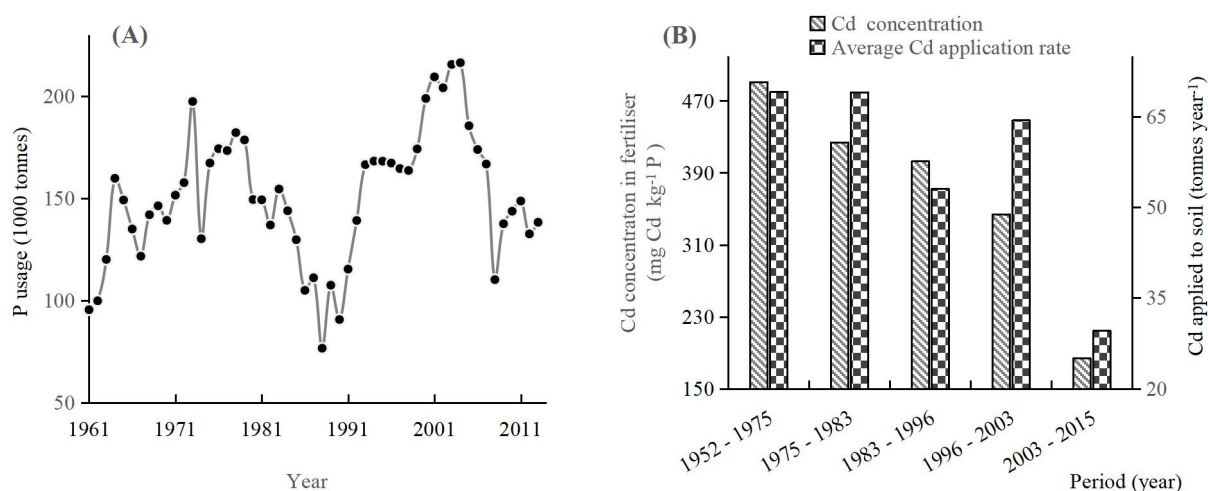 (A)
P usage (1000 tonnes)
200
150
100
50
1961
1971
1981
1991
2001
2011
Year
(B)
Cd concentration
Average Cd application rate
Cd concentraton in fertiliser
(mg Cd kg⁻¹ P )
470
390
310
230
150
65
50
35
20
Cd applied to soil (tonnes year⁻¹)
1952 - 1975
1975 - 1983
1983 - 1996
1996 - 2003
2003 - 2015
Period (year)